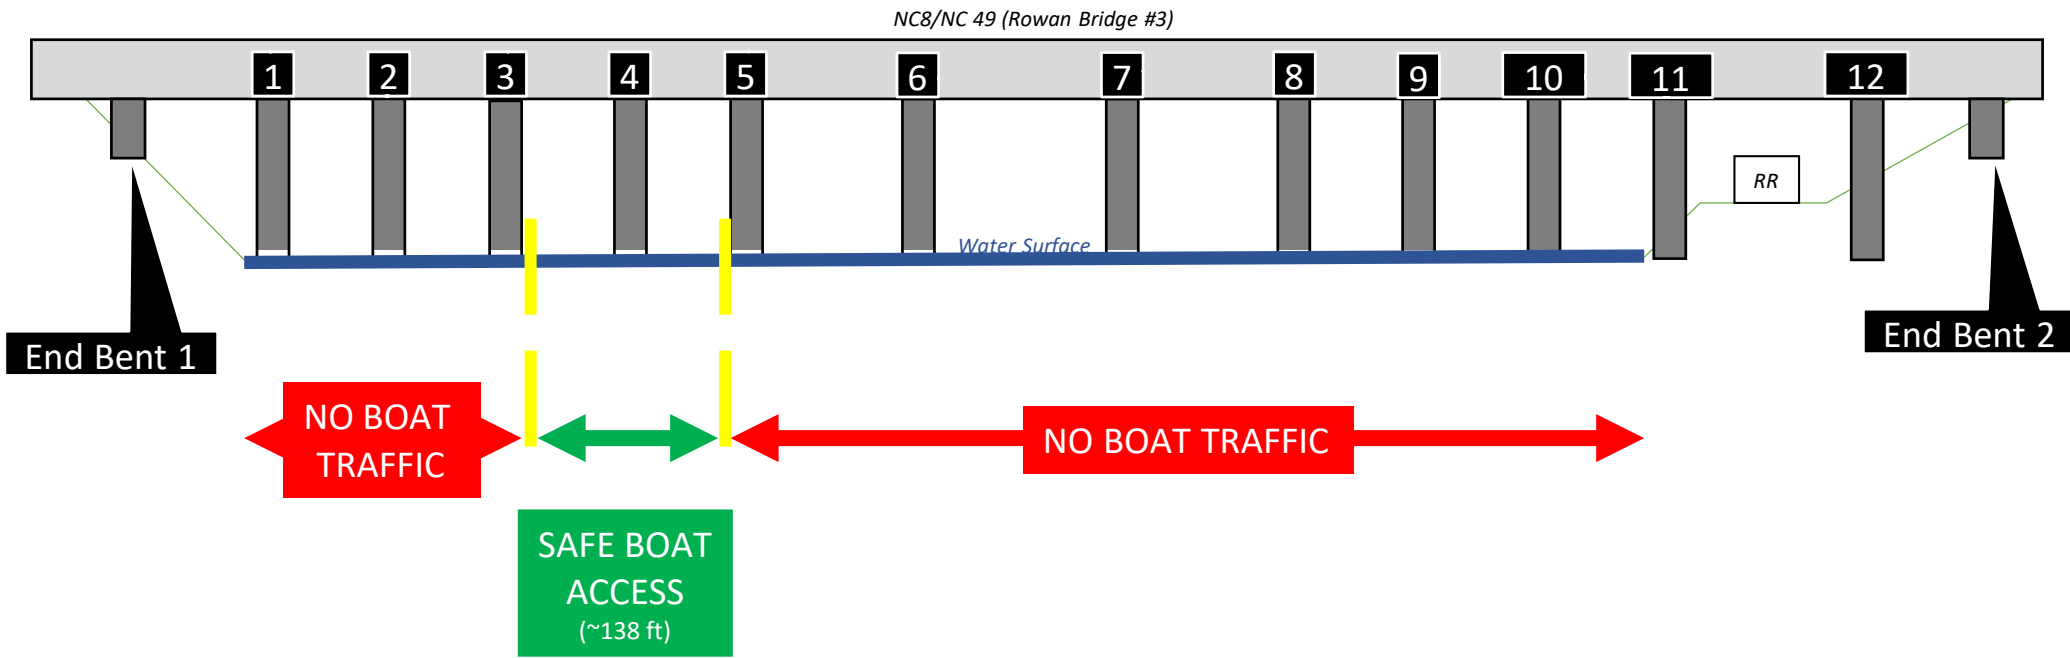 NC8/NC 49 (Rowan Bridge #3)
1 2 3 4 5 6 7 8 9 10 11 12
RR
Water Surface
End Bent 1
End Bent 2
NO BOAT
TRAFFIC
NO BOAT TRAFFIC
SAFE BOAT
ACCESS
(~138 ft)